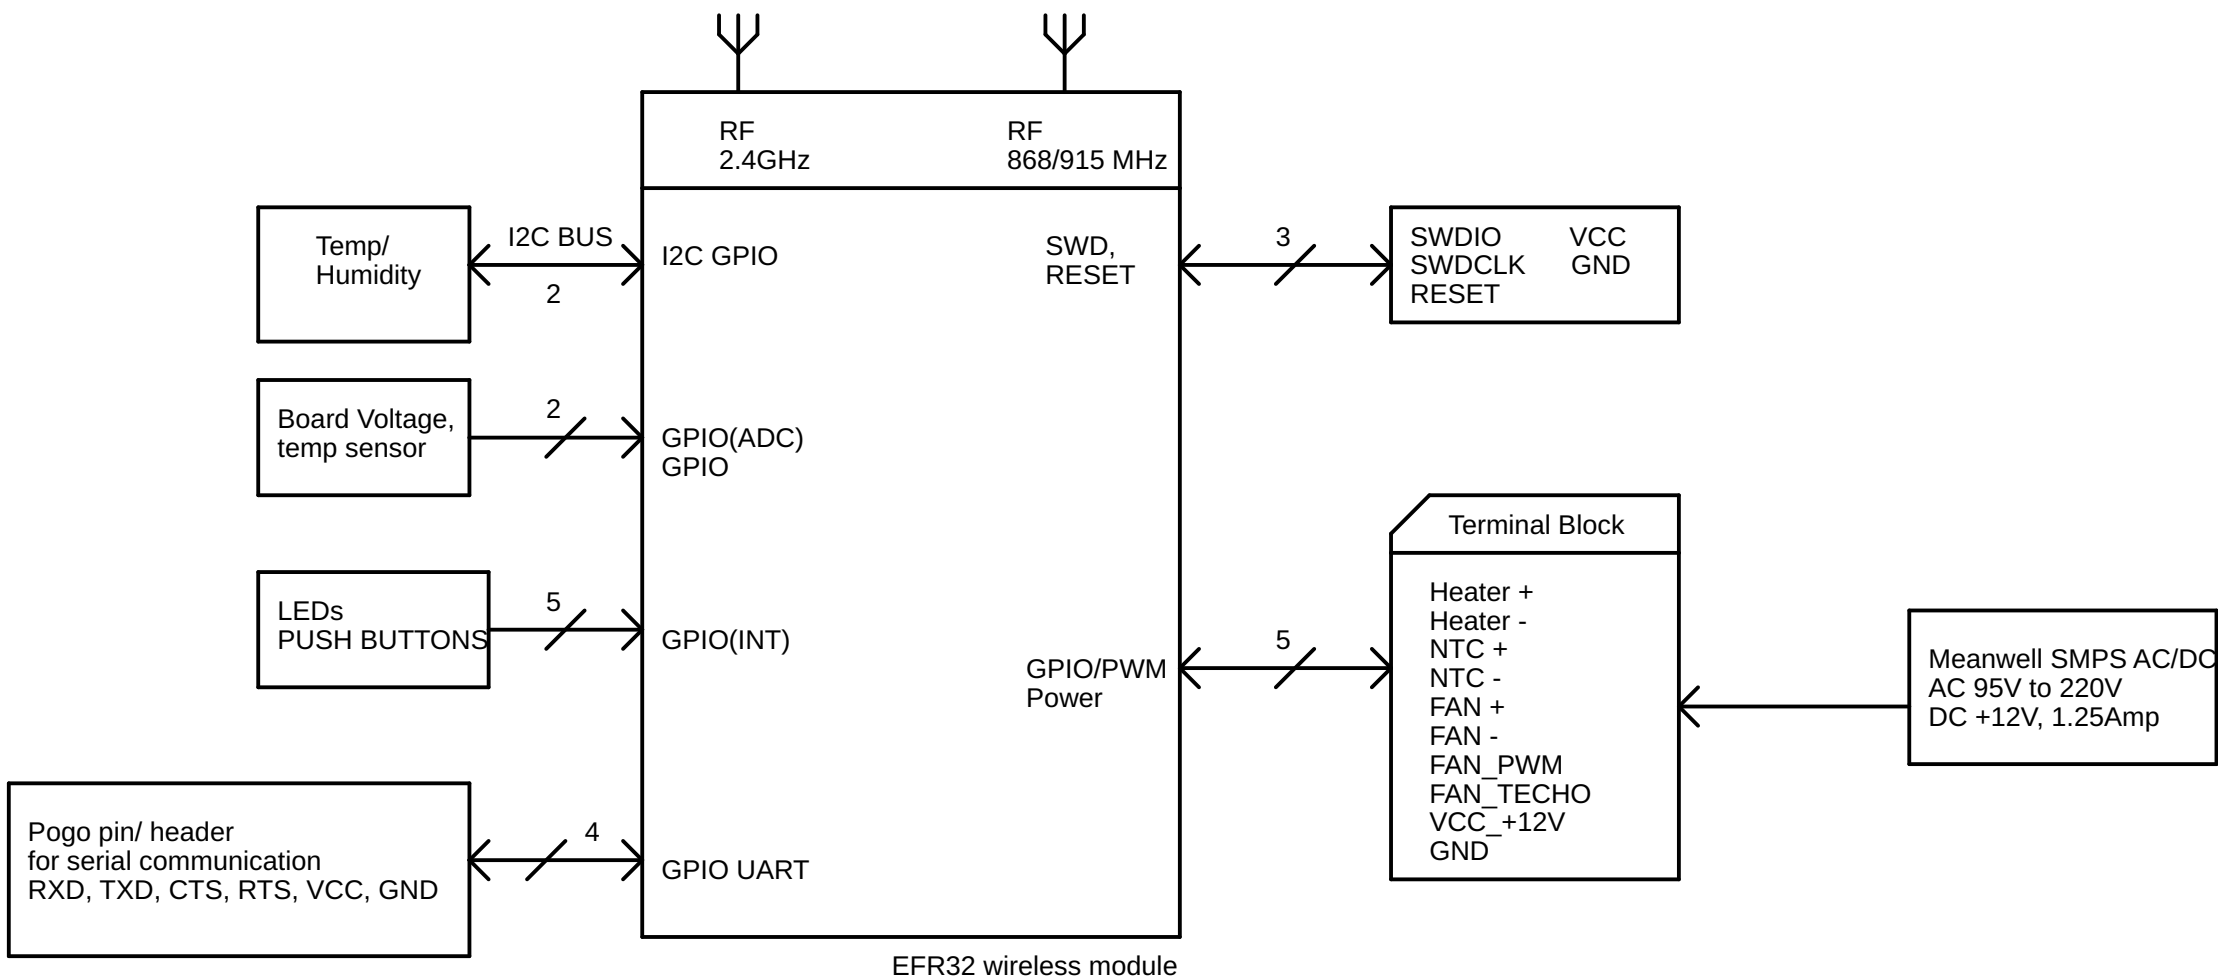 RF
2.4GHz
RF
868/915 MHz
Temp/
Humidity
I2C BUS
2
I2C GPIO
SWD,
RESET
3
SWDIO VCC
SWDCLK GND
RESET
Board Voltage,
temp sensor
2
GPIO(ADC)
GPIO
LEDs
PUSH BUTTONS
5
GPIO(INT)
GPIO/PWM
Power
5
Terminal Block
Heater +
Heater -
NTC +
NTC -
FAN +
FAN -
FAN_PWM
FAN_TECHO
VCC_+12V
GND
Meanwell SMPS AC/DC
AC 95V to 220V
DC +12V, 1.25Amp
Pogo pin/ header
for serial communication
RXD, TXD, CTS, RTS, VCC, GND
4
GPIO UART
EFR32 wireless module